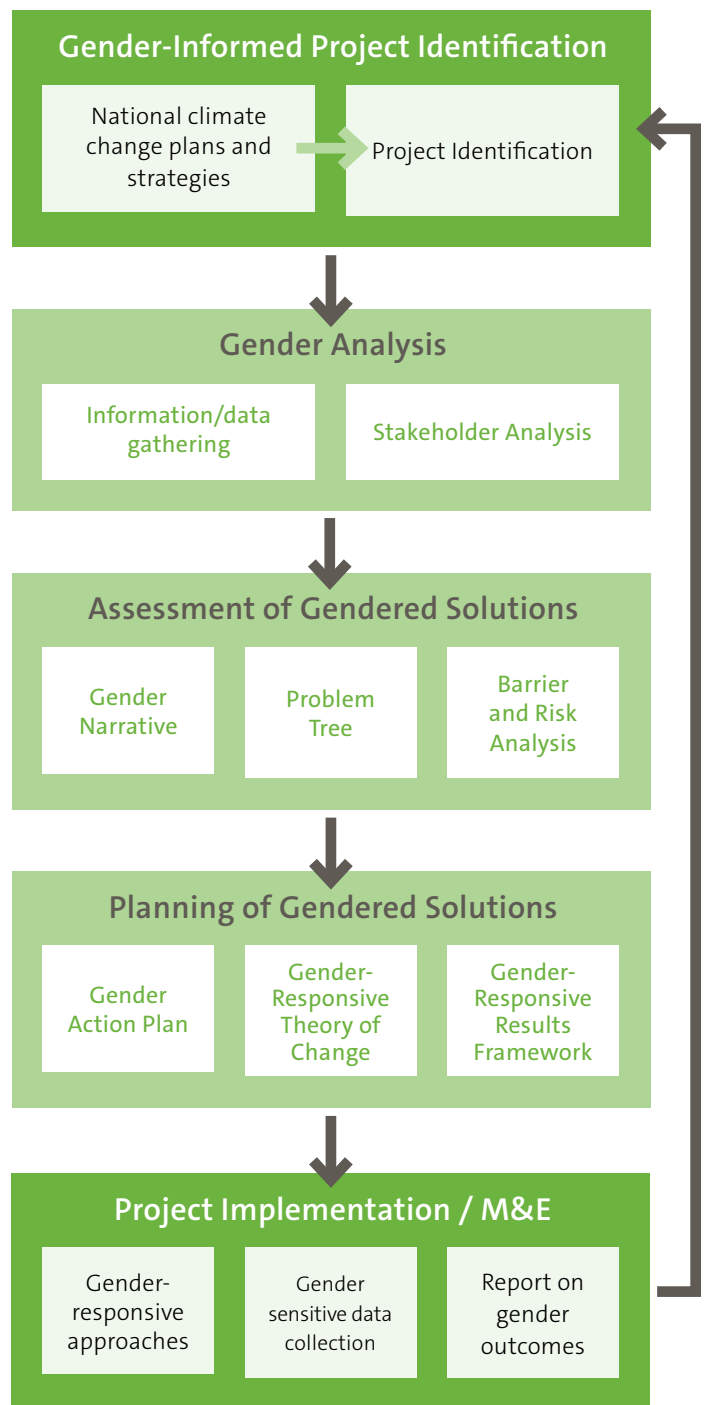 Gender-Informed Project Identification
National climate
change plans and
strategies
Project Identification
Gender Analysis
Information/data
gathering
Stakeholder Analysis
Assessment of Gendered Solutions
Gender
Narrative
Problem
Tree
Barrier
and Risk
Analysis
Planning of Gendered Solutions
Gender
Action Plan
Gender-
Responsive
Theory of
Change
Gender-
Responsive
Results
Framework
Project Implementation / M&E
Gender-
responsive
approaches
Gender
sensitive data
collection
Report on
gender
outcomes